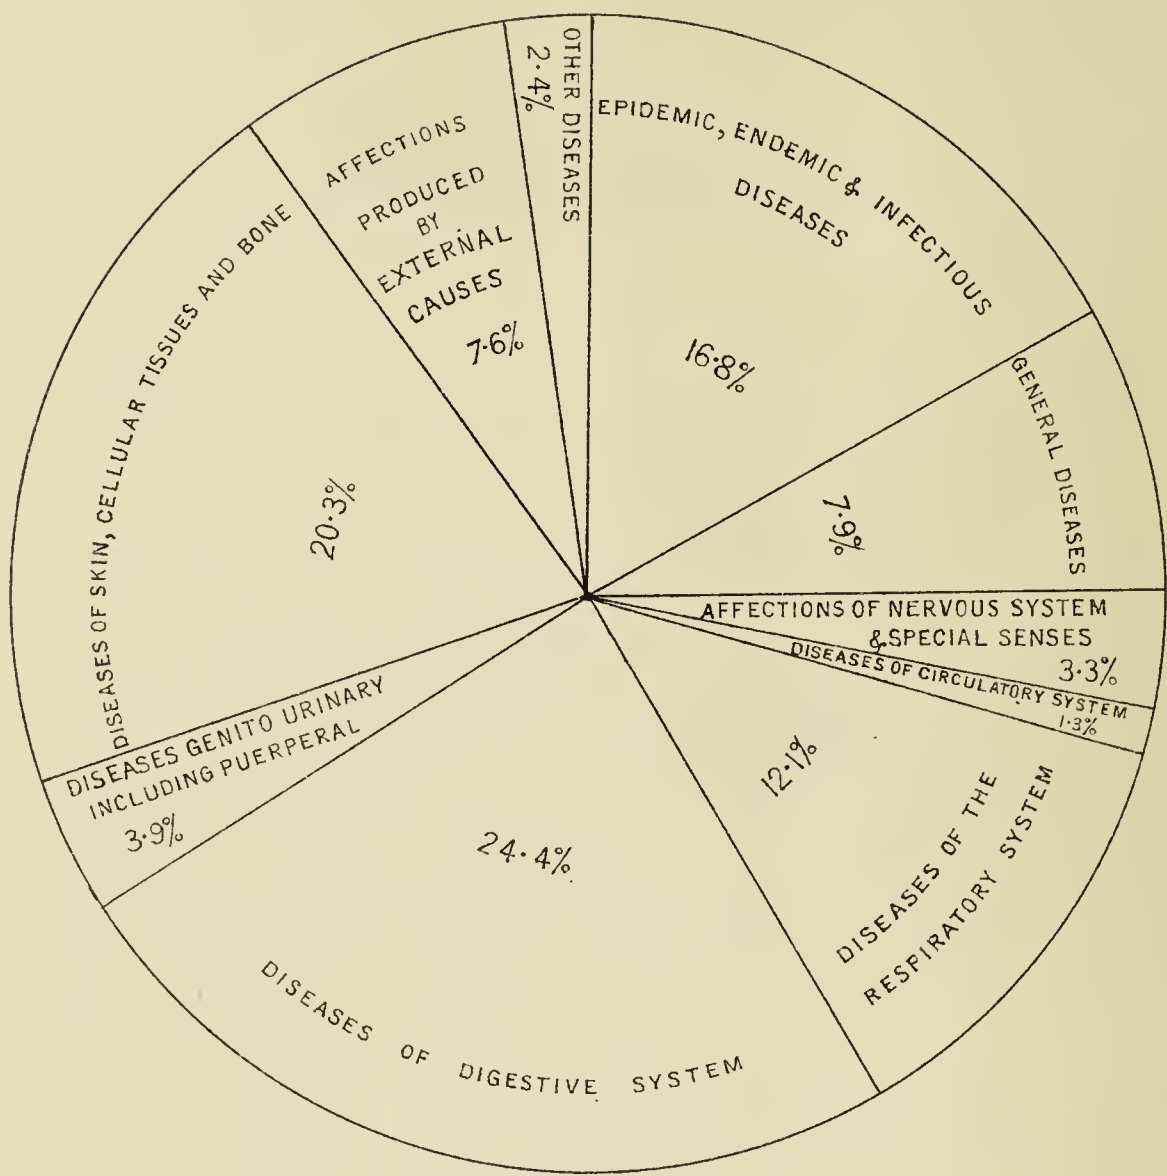 OTHER DISEASES
2.4%
EPIDEMIC, ENDEMIC & INFECTIOUS
DISEASES
16.8%
GENERAL DISEASES
7.9%
AFFECTIONS OF NERVOUS SYSTEM
& SPECIAL SENSES
3.3%
DISEASES OF CIRCULATORY SYSTEM
1.3%
12.1%
DISEASES OF THE
RESPIRATORY SYSTEM
24.4%
DISEASES OF DIGESTIVE SYSTEM
DISEASES GENITO URINARY
INCLUDING PUERPERAL
3.9%
DISEASES OF SKIN, CELLULAR TISSUES AND BONE
20.3%
AFFECTIONS
PRODUCED
BY
EXTERNAL
CAUSES
7.6%